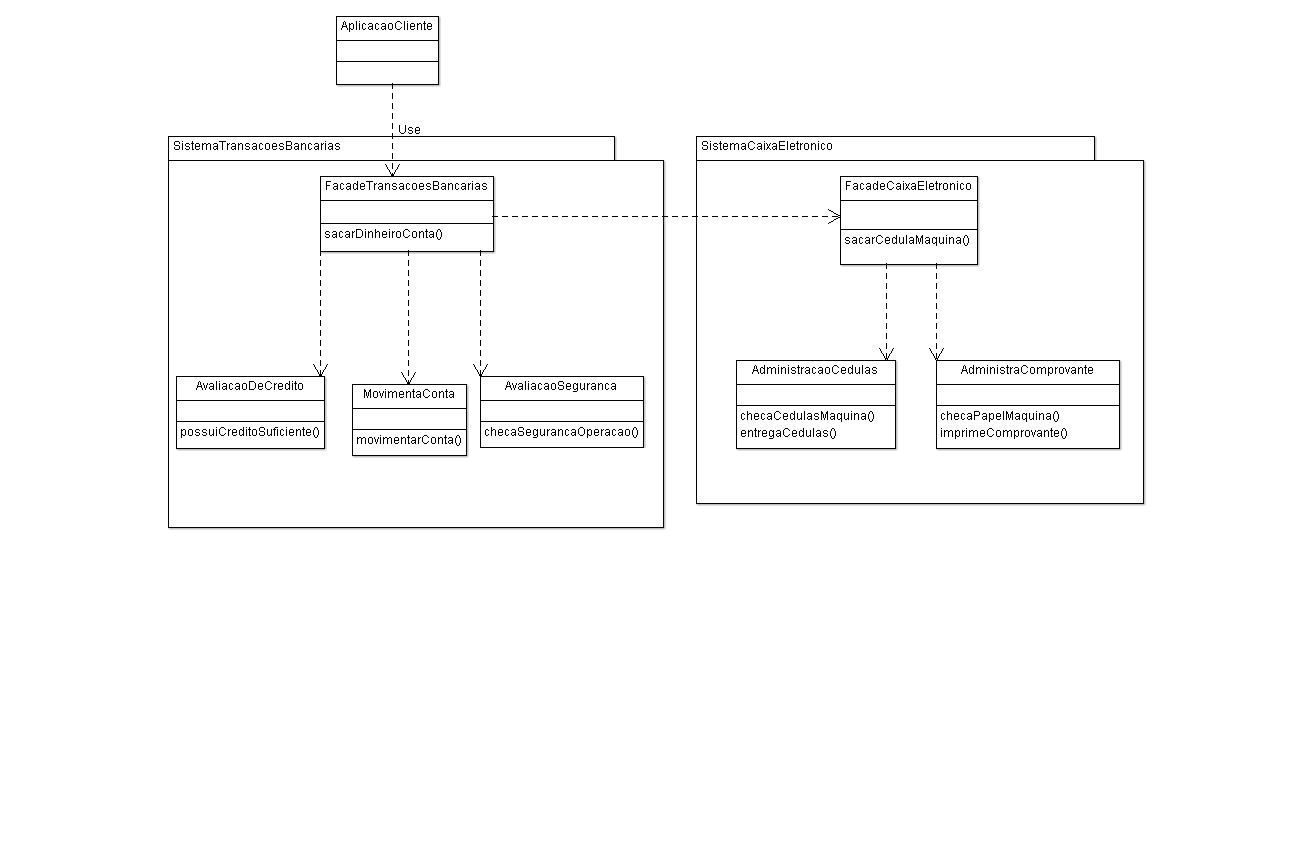 AplicacaoCliente
Use
SistemaTransacoesBancarias
FacadeTransacoesBancarias
sacarDinheiroConta()
AvaliacaoDeCredito
possuiCreditoSuficiente()
MovimentaConta
movimentarConta()
AvaliacaoSeguranca
checaSegurancaOperacao()
SistemaCaixaEletronico
FacadeCaixaEletronico
sacarCedulaMaquina()
AdministracaoCedulas
checaCedulasMaquina()
entregaCedulas()
AdministraComprovante
checaPapelMaquina()
imprimeComprovante()